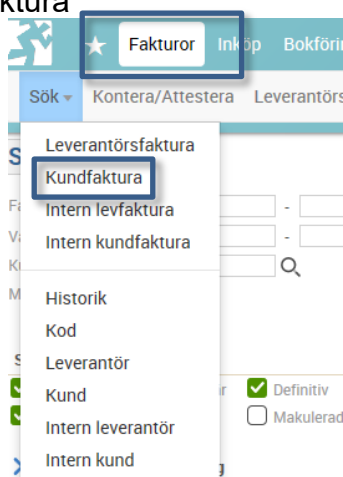 ktura
Fakturor Inköp Bokförin
Sök Kontera/Attestera Leverantörs
Leverantörsfaktura
Kundfaktura
Intern levfaktura -
Intern kundfaktura -
Historik
Kod
Leverantör
Kund Definitiv
Intern leverantör Makulerad
Intern kund g